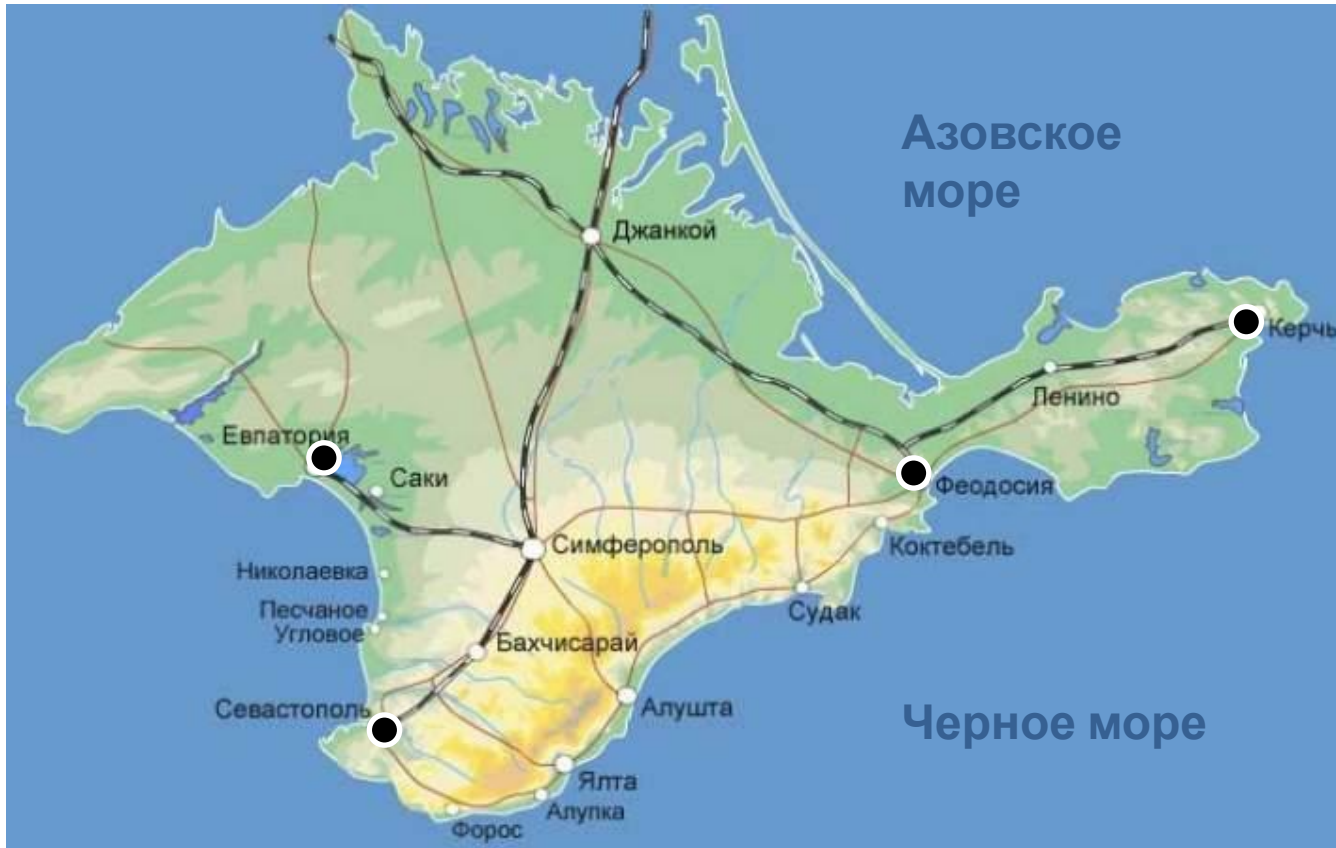 Азовское
море
Джанкой
Керчь
Ленино
Евпатория
Саки
Феодосия
Симферополь
Коктебель
Николаевка
Песчаное
Угловое
Судак
Бахчисарай
Севастополь
Алушта
Черное море
Ялта
Алупка
Форос